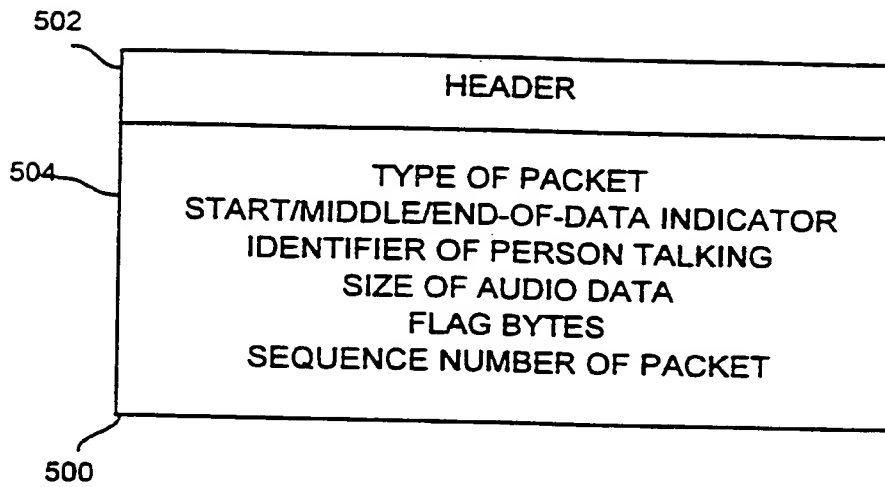 502
HEADER
504
TYPE OF PACKET
START/MIDDLE/END-OF-DATA INDICATOR
IDENTIFIER OF PERSON TALKING
SIZE OF AUDIO DATA
FLAG BYTES
SEQUENCE NUMBER OF PACKET
500